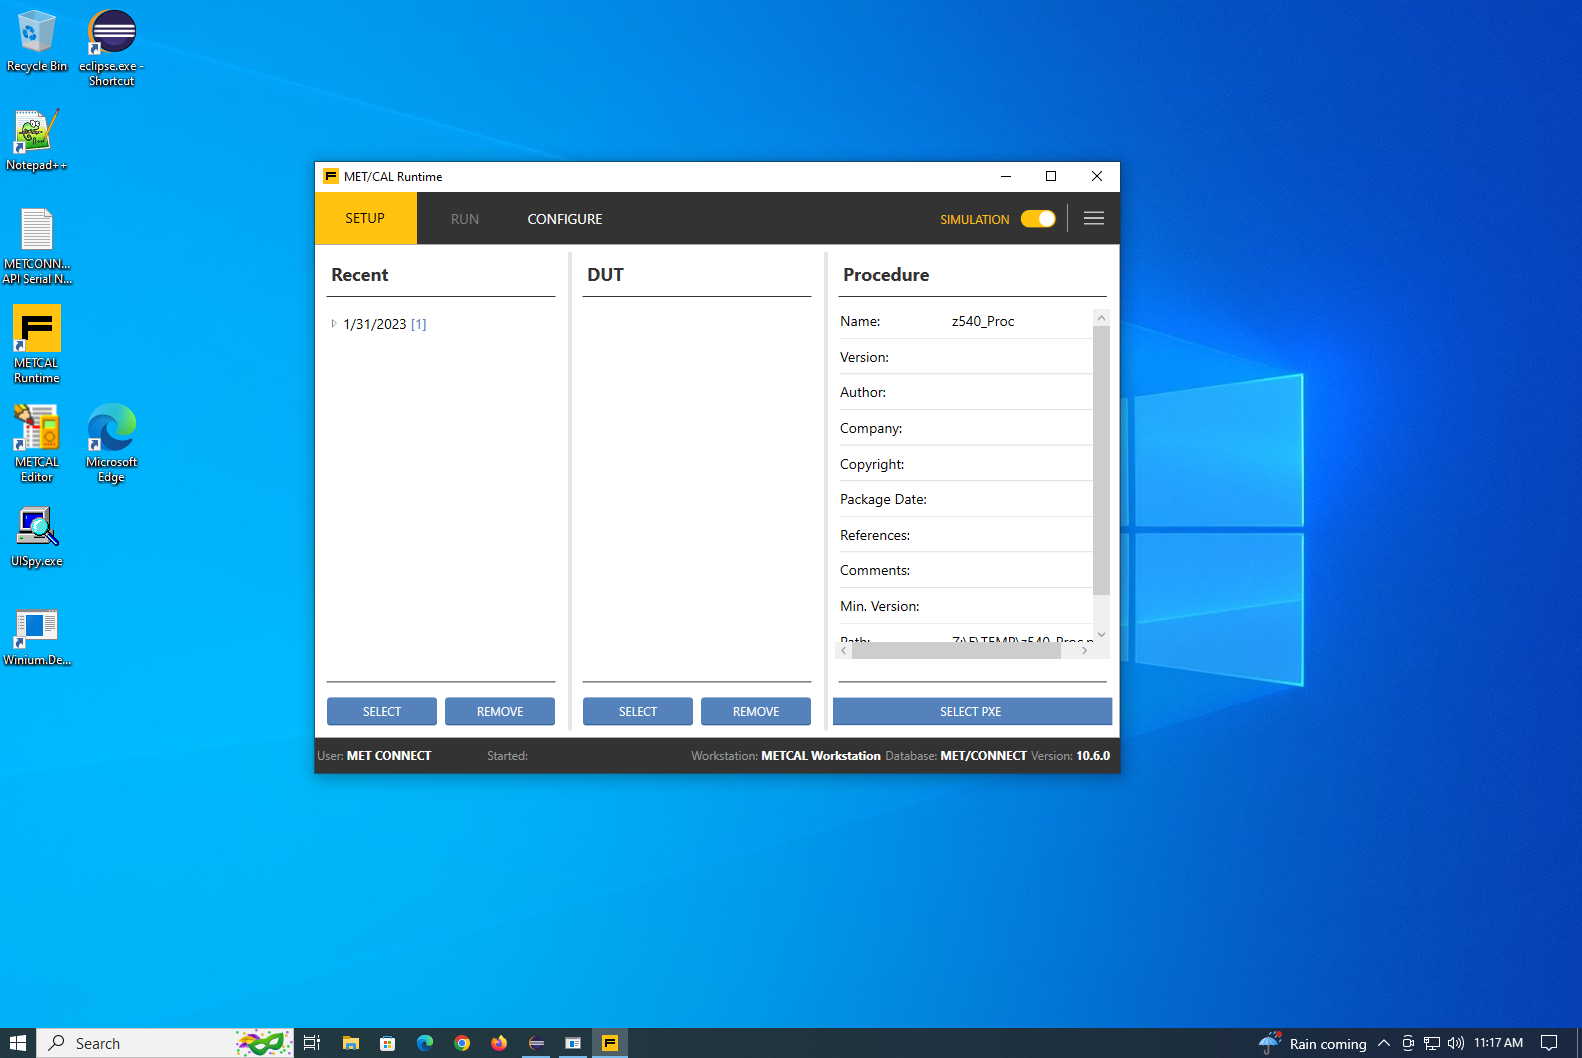 Recycle Bin
eclipse.exe -
Shortcut
Notepad++
METCONN...
API Serial N...
METCAL
Runtime
METCAL
Editor
Microsoft
Edge
UISpy.exe
Winium.De...
MET/CAL Runtime
SETUP
RUN
CONFIGURE
SIMULATION
Recent
1/31/2023 [1]
SELECT
REMOVE
DUT
SELECT
REMOVE
Procedure
Name: z540_Proc
Version:
Author:
Company:
Copyright:
Package Date:
References:
Comments:
Min. Version:
Path: Z:\F\TEMP\z540_Proc.p
SELECT PXE
User: MET CONNECT
Started:
Workstation: METCAL Workstation Database: MET/CONNECT Version: 10.6.0
Search
Rain coming
11:17 AM